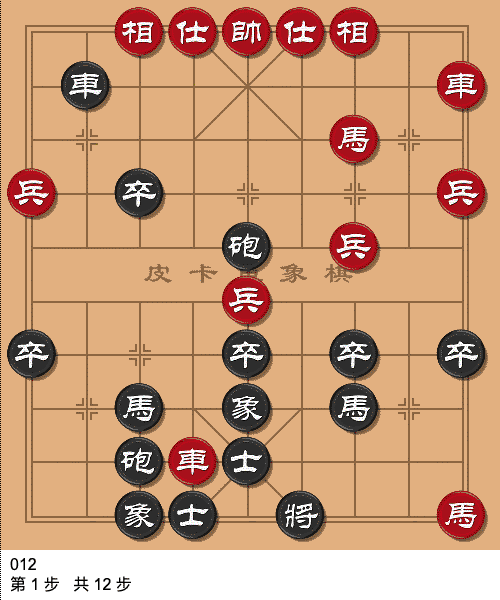 相 仕 帥 仕 相
車 車
馬
兵 卒 兵
砲 兵
皮 卡 象 棋
兵
卒 卒 卒 卒
馬 象 馬
砲 車 士
象 士 將 馬
012
第 1 步 共 12 步